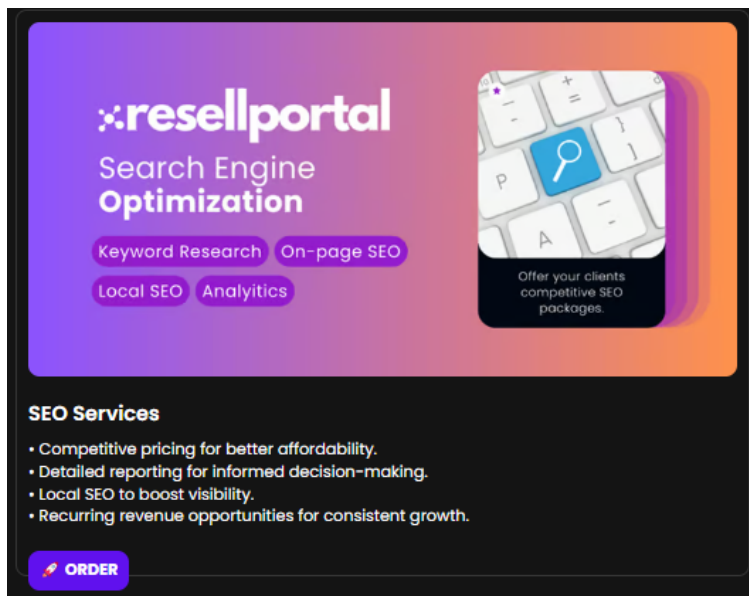 resellportal
Search Engine
Optimization
Keyword Research On-page SEO
Local SEO Analyitics
P
A
+
=
}
]
Offer your clients
competitive SEO
packages.
SEO Services
• Competitive pricing for better affordability.
• Detailed reporting for informed decision-making.
• Local SEO to boost visibility.
• Recurring revenue opportunities for consistent growth.
🚀 ORDER